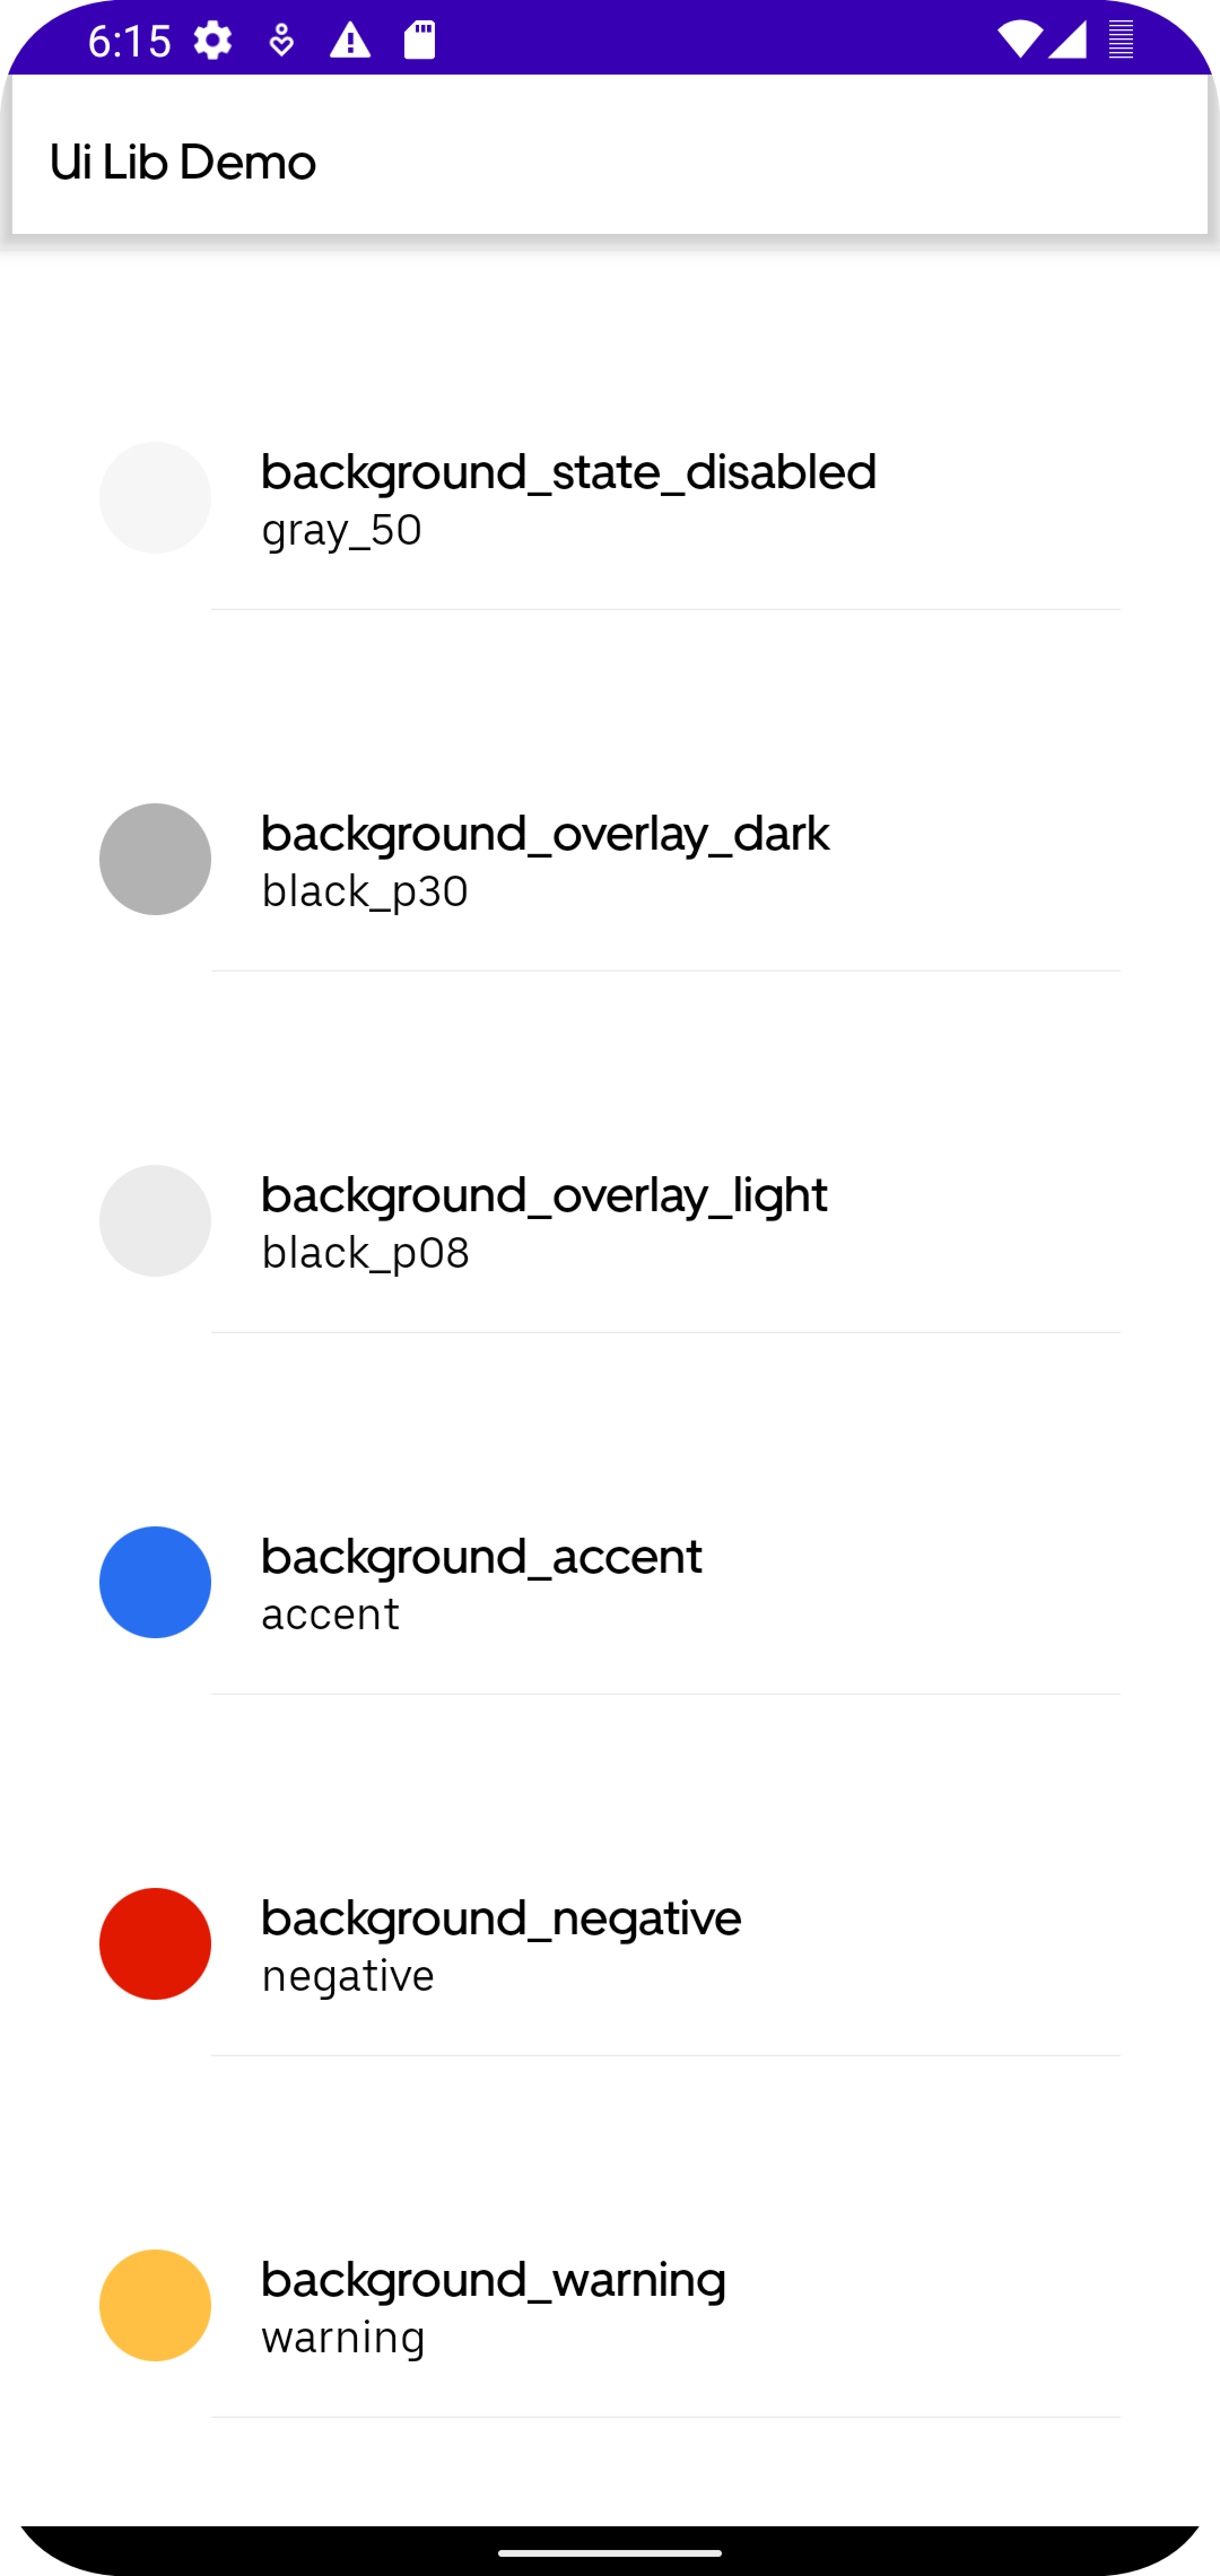 6:15
Ui Lib Demo
background_state_disabled
gray_50
background_overlay_dark
black_p30
background_overlay_light
black_p08
background_accent
accent
background_negative
negative
background_warning
warning